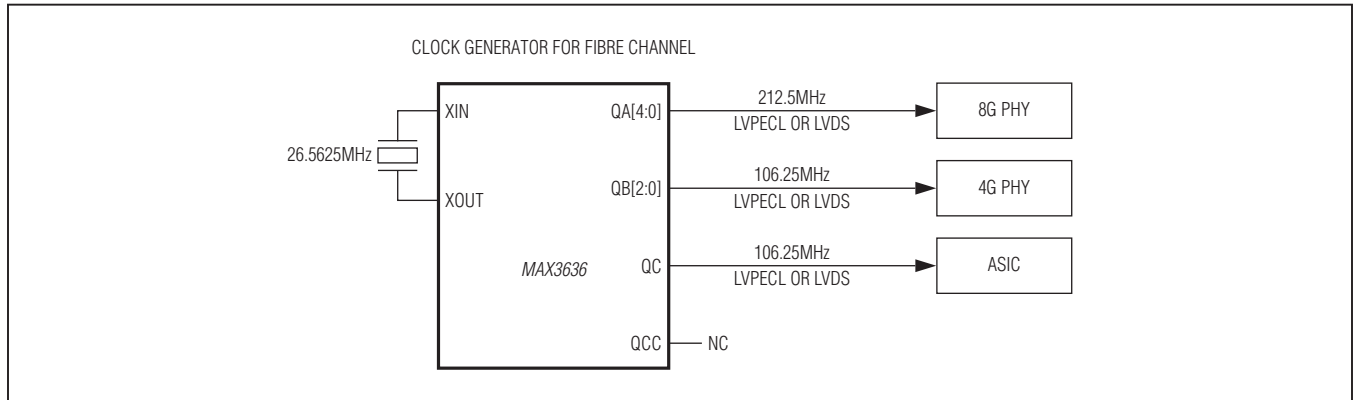 CLOCK GENERATOR FOR FIBRE CHANNEL
XIN
QA[4:0]
212.5MHz
LVPECL OR LVDS
8G PHY
26.5625MHz
XOUT
QB[2:0]
106.25MHz
LVPECL OR LVDS
4G PHY
MAX3636
QC
106.25MHz
LVPECL OR LVDS
ASIC
QCC
NC